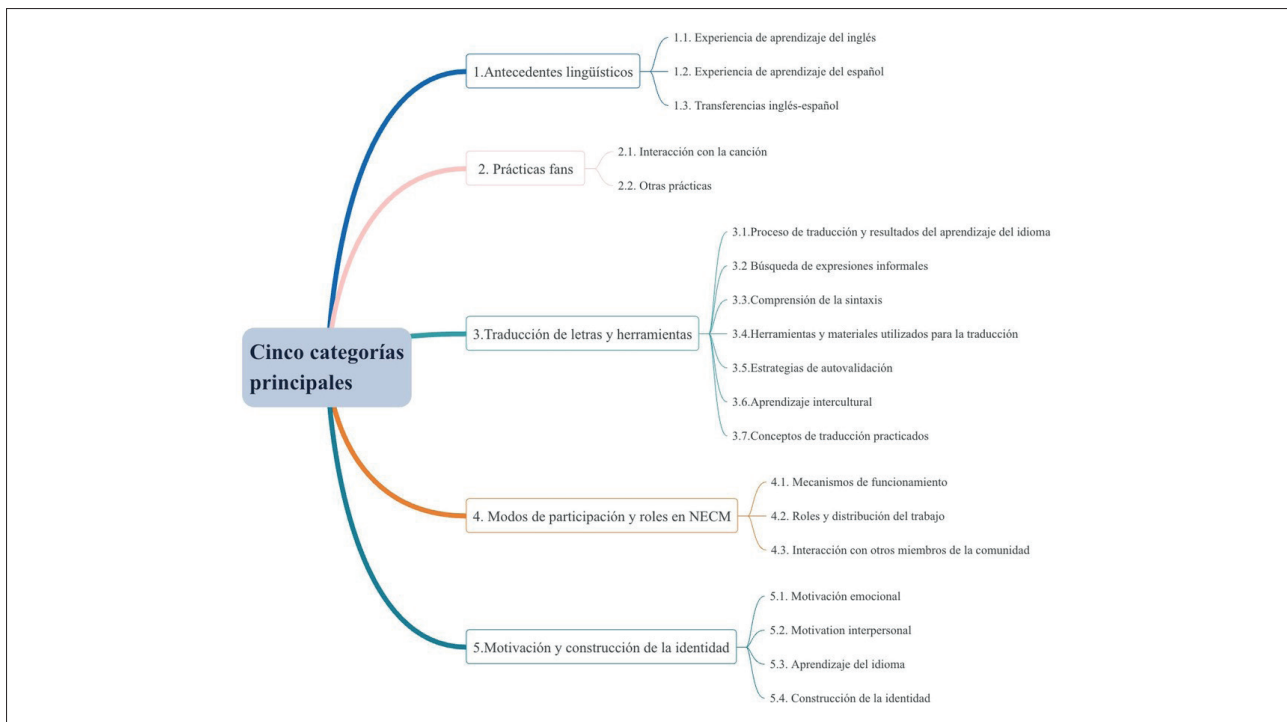 Cinco categorías
principales
1.Antecedentes lingüísticos
1.1. Experiencia de aprendizaje del inglés
1.2. Experiencia de aprendizaje del español
1.3. Transferencias inglés-español
2. Prácticas fans
2.1. Interacción con la canción
2.2. Otras prácticas
3.Traducción de letras y herramientas
3.1.Proceso de traducción y resultados del aprendizaje del idioma
3.2 Búsqueda de expresiones informales
3.3.Comprensión de la sintaxis
3.4.Herramientas y materiales utilizados para la traducción
3.5.Estrategias de autovalidación
3.6.Aprendizaje intercultural
3.7.Conceptos de traducción practicados
4. Modos de participación y roles en NECM
4.1. Mecanismos de funcionamiento
4.2. Roles y distribución del trabajo
4.3. Interacción con otros miembros de la comunidad
5.Motivación y construcción de la identidad
5.1. Motivación emocional
5.2. Motivation interpersonal
5.3. Aprendizaje del idioma
5.4. Construcción de la identidad